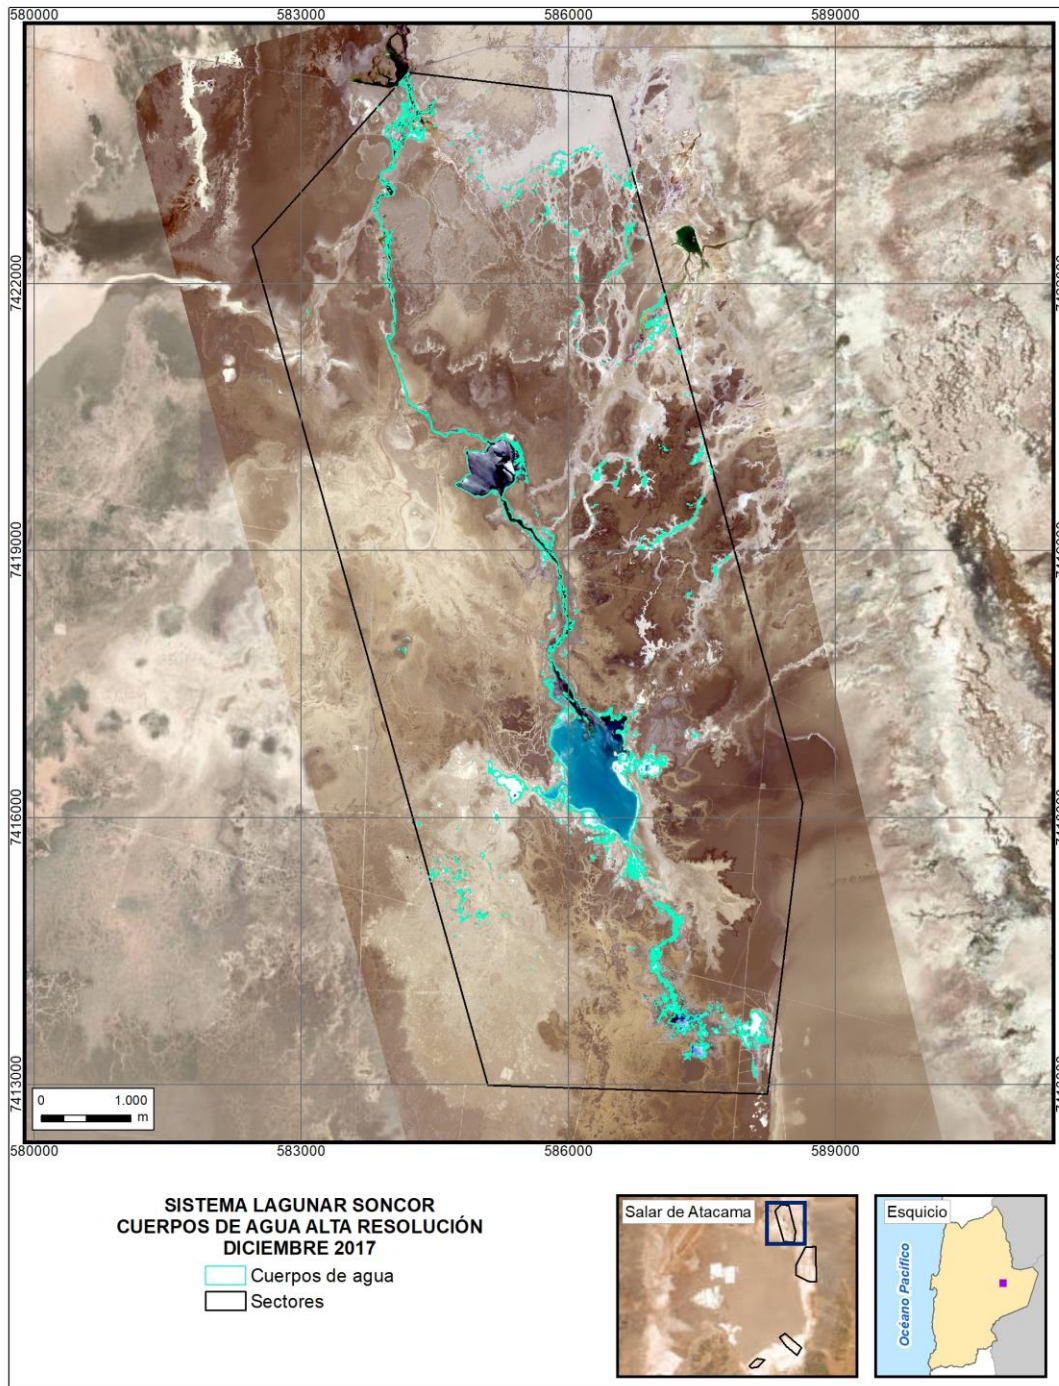 580000 583000 586000 589000
7422000
7419000
7416000
7413000
0 1.000
m
580000 583000 586000 589000
SISTEMA LAGUNAR SONCOR
CUERPOS DE AGUA ALTA RESOLUCIÓN
DICIEMBRE 2017
Cuerpos de agua
Sectores
Salar de Atacama
Esquicio
Océano Pacífico